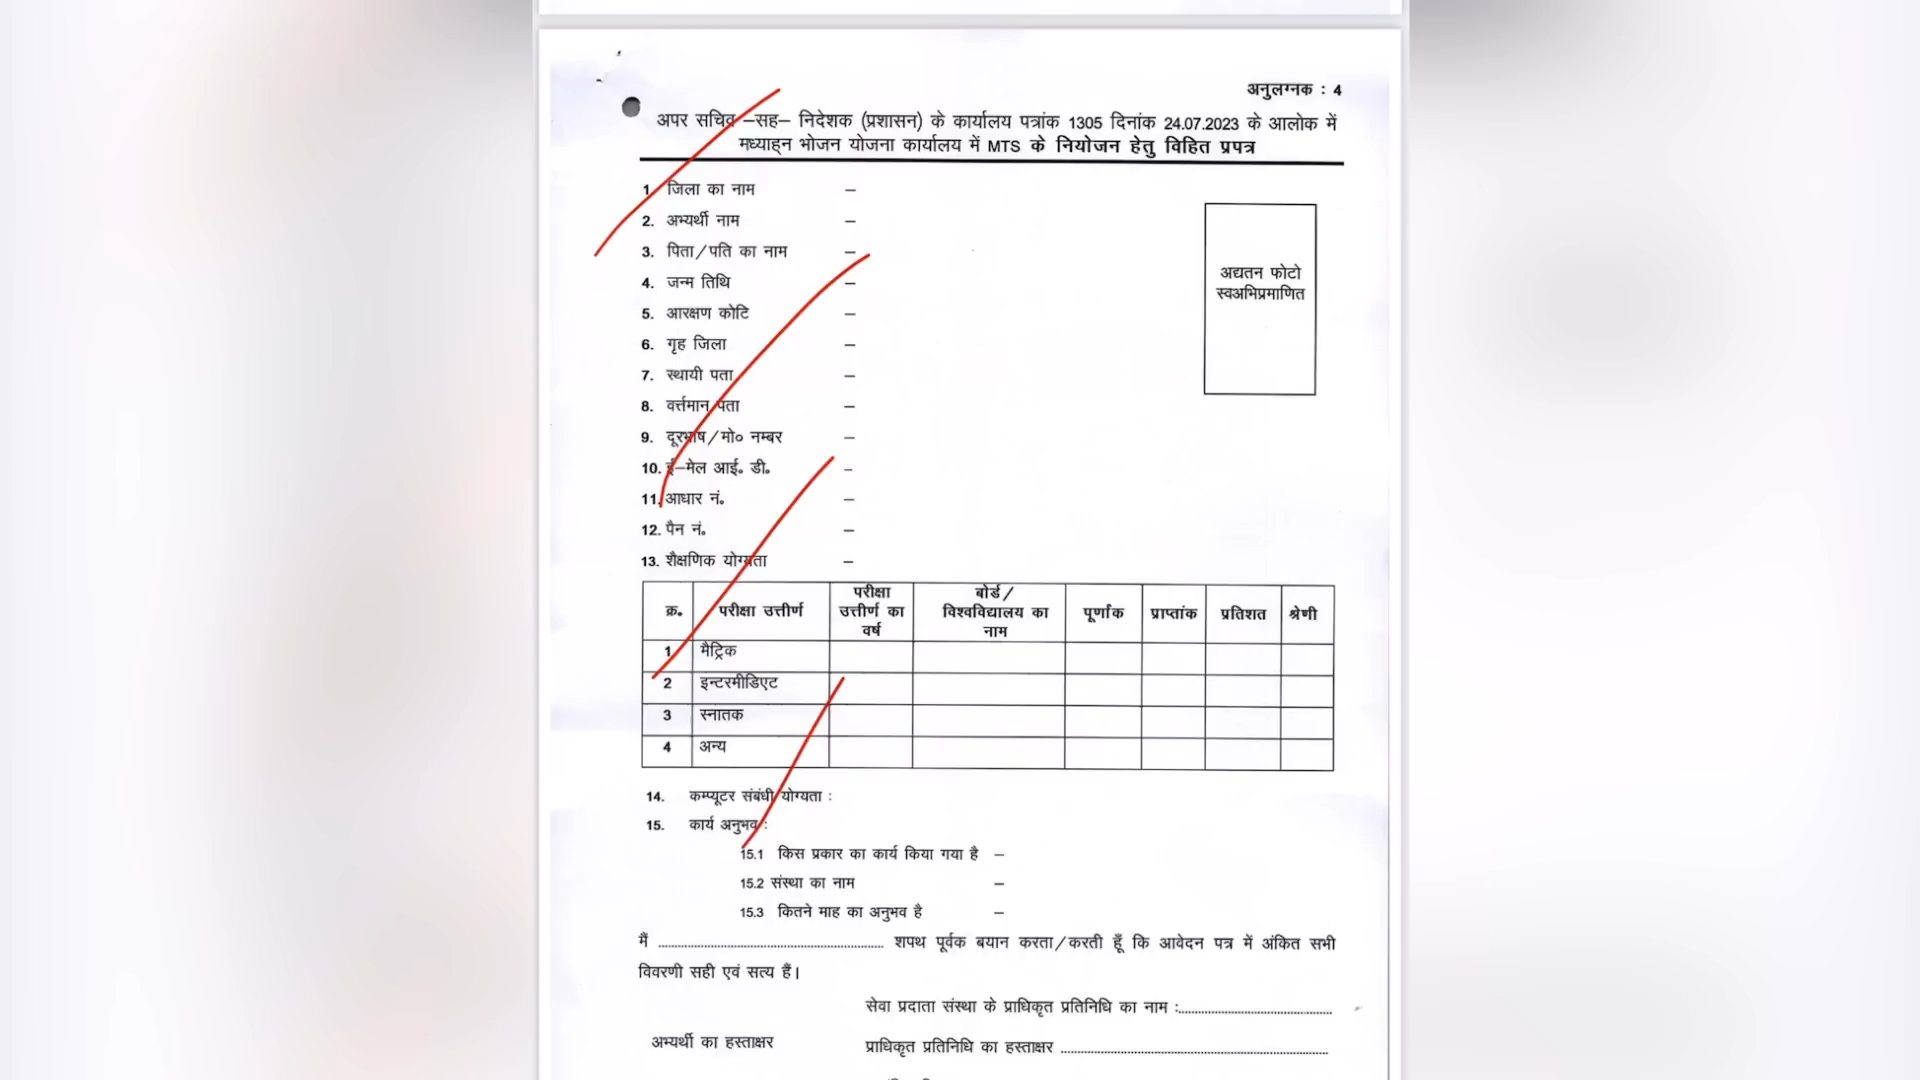 अनुलग्नक : 4
अपर सचिव –सह– निदेशक (प्रशासन) के कार्यालय पत्रांक 1305 दिनांक 24.07.2023 के आलोक में
मध्याह्न भोजन योजना कार्यालय में MTS के नियोजन हेतु विहित प्रपत्र
1. जिला का नाम –
2. अभ्यर्थी नाम –
3. पिता/पति का नाम –
4. जन्म तिथि –
5. आरक्षण कोटि –
6. गृह जिला –
7. स्थायी पता –
8. वर्त्तमान पता –
9. दूरभाष/मो० नम्बर –
10. ई–मेल आई॰ डी॰ –
11. आधार नं॰ –
12. पैन नं॰ –
13. शैक्षणिक योग्यता –
अद्यतन फोटो
स्वअभिप्रमाणित
क्र॰ परीक्षा उत्तीर्ण परीक्षा उत्तीर्ण का वर्ष बोर्ड/ विश्वविद्यालय का नाम पूर्णांक प्राप्तांक प्रतिशत श्रेणी
1 मैट्रिक
2 इन्टरमीडिएट
3 स्नातक
4 अन्य
14. कम्प्यूटर संबंधी योग्यता :
15. कार्य अनुभव :
15.1 किस प्रकार का कार्य किया गया है –
15.2 संस्था का नाम –
15.3 कितने माह का अनुभव है –
मैं ........................................ शपथ पूर्वक बयान करता/करती हूँ कि आवेदन पत्र में अंकित सभी
विवरणी सही एवं सत्य हैं।
सेवा प्रदाता संस्था के प्राधिकृत प्रतिनिधि का नाम :..............................
अभ्यर्थी का हस्ताक्षर प्राधिकृत प्रतिनिधि का हस्ताक्षर ..................................................